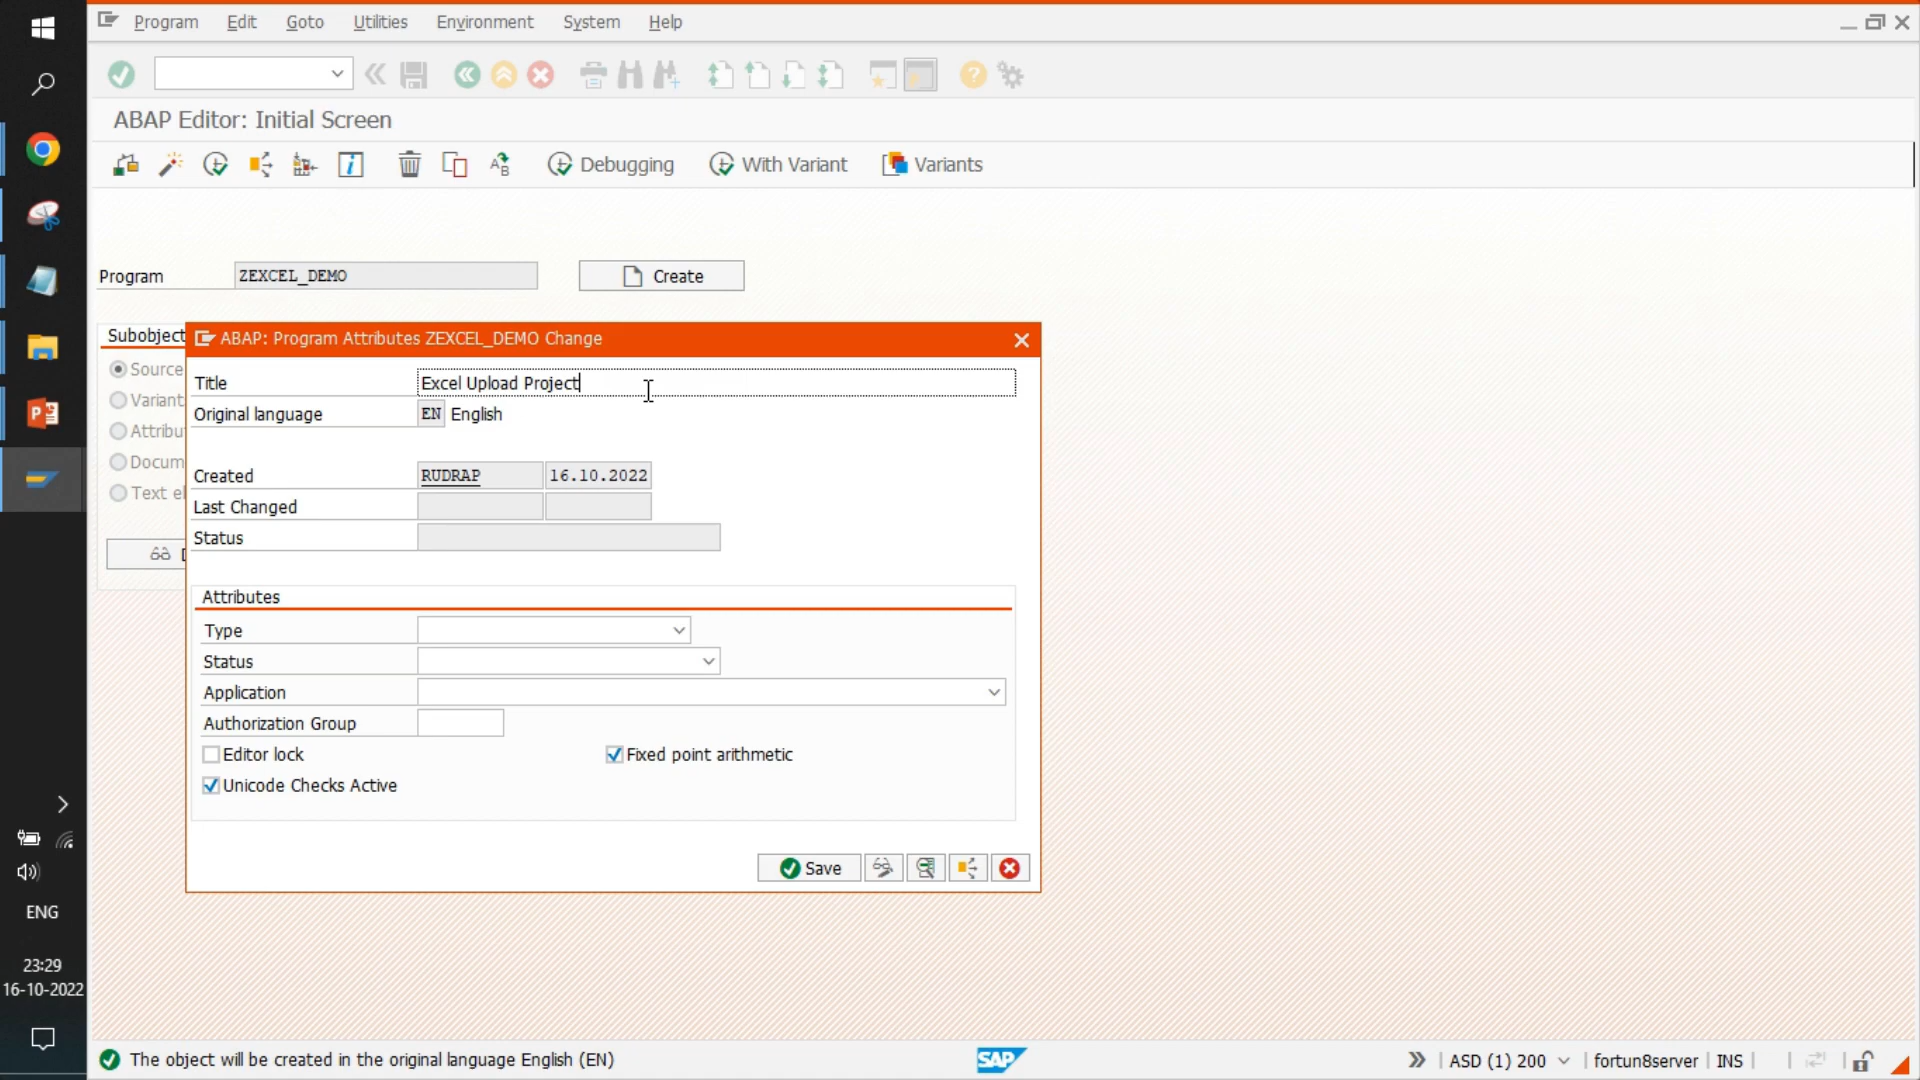 Program Edit Goto Utilities Environment System Help
ABAP Editor: Initial Screen
Debugging With Variant Variants
Program ZEXCEL_DEMO Create
Subobject
Source
Variant
Attribu
Docum
Text el
D
ABAP: Program Attributes ZEXCEL_DEMO Change
Title Excel Upload Project
Original language EN English
Created RUDRAP 16.10.2022
Last Changed
Status
Attributes
Type
Status
Application
Authorization Group
Editor lock Fixed point arithmetic
Unicode Checks Active
Save
ENG
23:29
16-10-2022
The object will be created in the original language English (EN) SAP ASD (1) 200 fortun8server INS